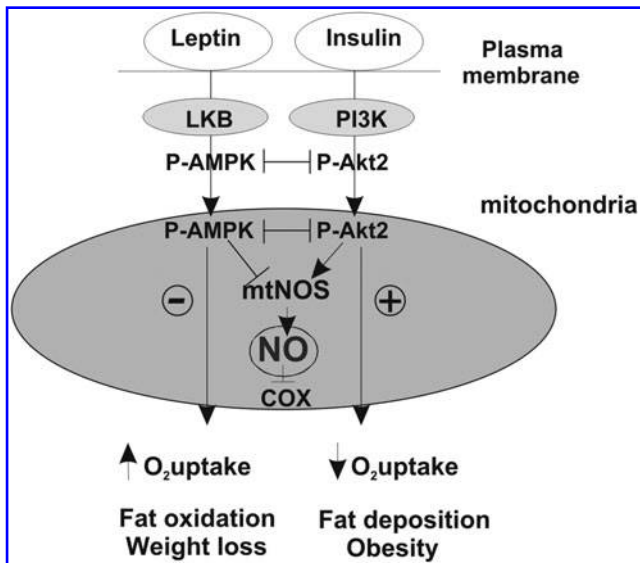 Leptin Insulin
Plasma
membrane
LKB PI3K
P-AMPK P-Akt2
mitochondria
P-AMPK P-Akt2
mtNOS
- +
NO
COX
O₂uptake O₂uptake
Fat oxidation Fat deposition
Weight loss Obesity